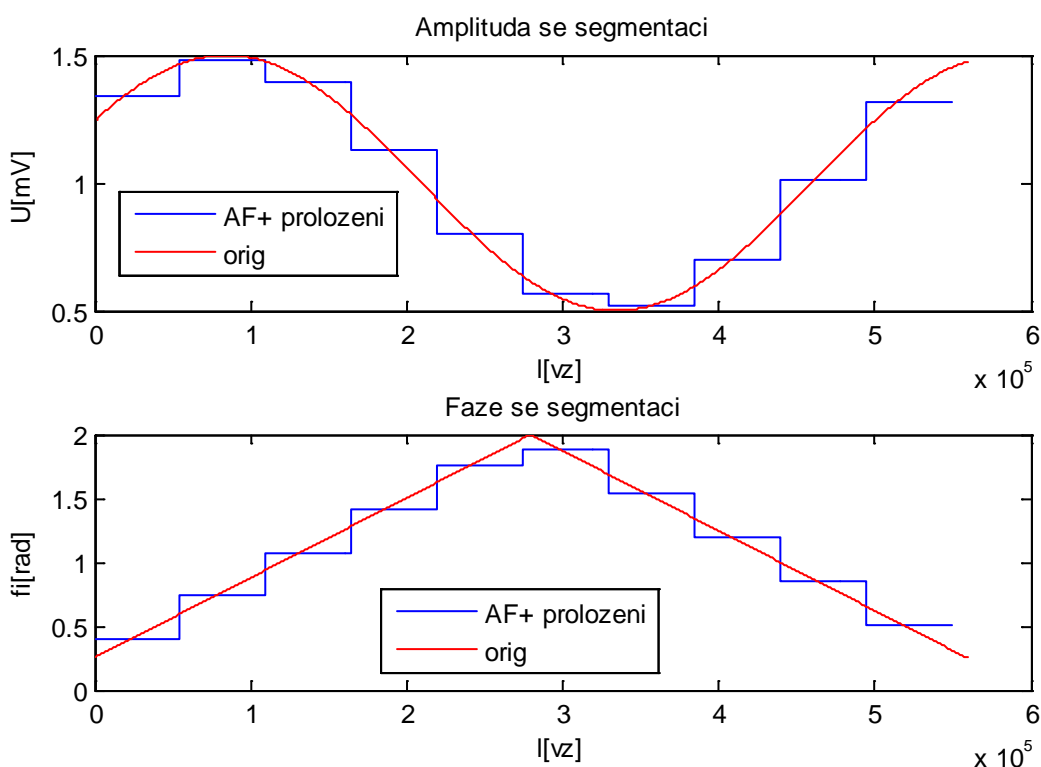 Amplituda se segmentaci
1.5
1
0.5
U[mV]
AF+ prolozeni
orig
0 1 2 3 4 5 6
l[vz]
x 10^5
Faze se segmentaci
2
1.5
1
0.5
0
fi[rad]
AF+ prolozeni
orig
0 1 2 3 4 5 6
l[vz]
x 10^5